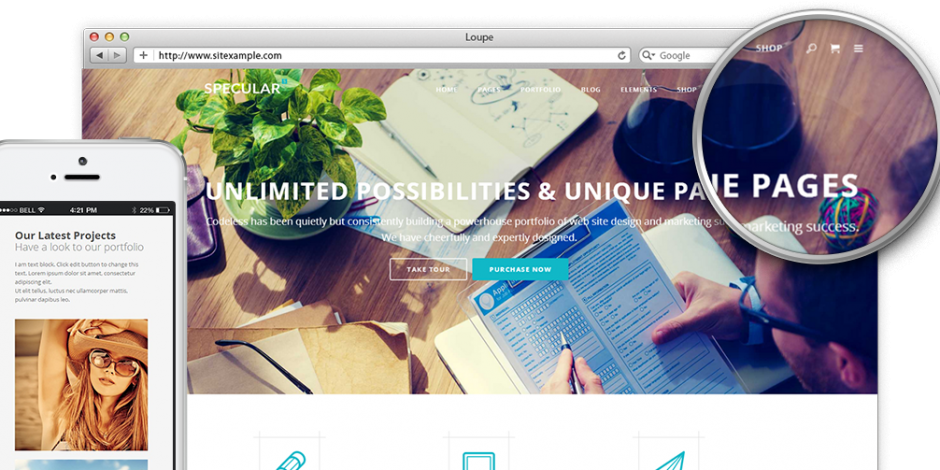 Loupe
http://www.sitexample.com
Google
SPECULAR
HOME PAGES PORTFOLIO BLOG ELEMENTS SHOP
SHOP
UNLIMITED POSSIBILITIES & UNIQUE PA
NE PAGES
Codeless has been quietly but consistently building a powerhouse portfolio of web site design and marketing
marketing success.
We have cheerfully and expertly dosigned.
TAKE TOUR
PURCHASE NOW
Appli
BELL 4:21 PM 22%
Our Latest Projects
Have a look to our portfolio
I am text block. Click edit button to change this
text. Lorem ipsum dolor sit amet, consectetur
adipiscing elit.
Ut elit tellus, luctus nec ullamcorper mattis,
pulvinar dapibus leo.